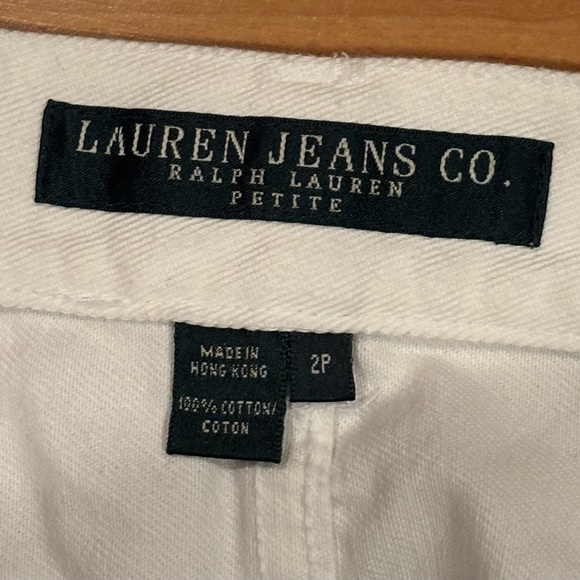 LAUREN JEANS CO.
RALPH LAUREN
PETITE
MADE IN
HONG KONG
2P
100% COTTON/
COTON